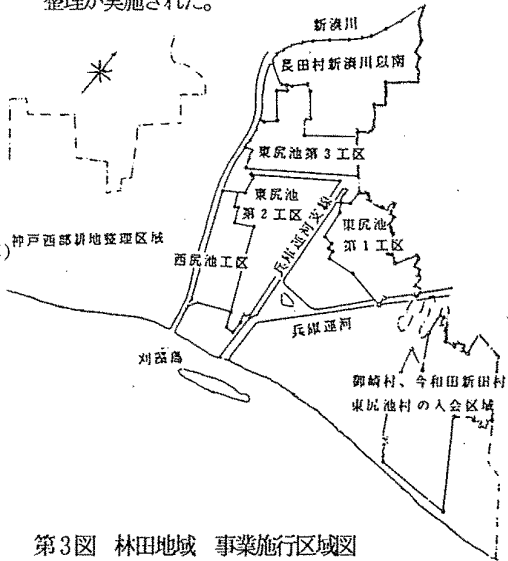 整理が実施された。
新湊川
長田村新湊川以南
東尻池第3工区
東尻池
第2工区
東尻池
第1工区
神戸西部耕地整理区域
西尻池工区
兵庫運河支線
兵庫運河
刈藻島
御崎村、今和田新田村
東尻池村の入会区域
第3図 林田地域 事業施行区域図